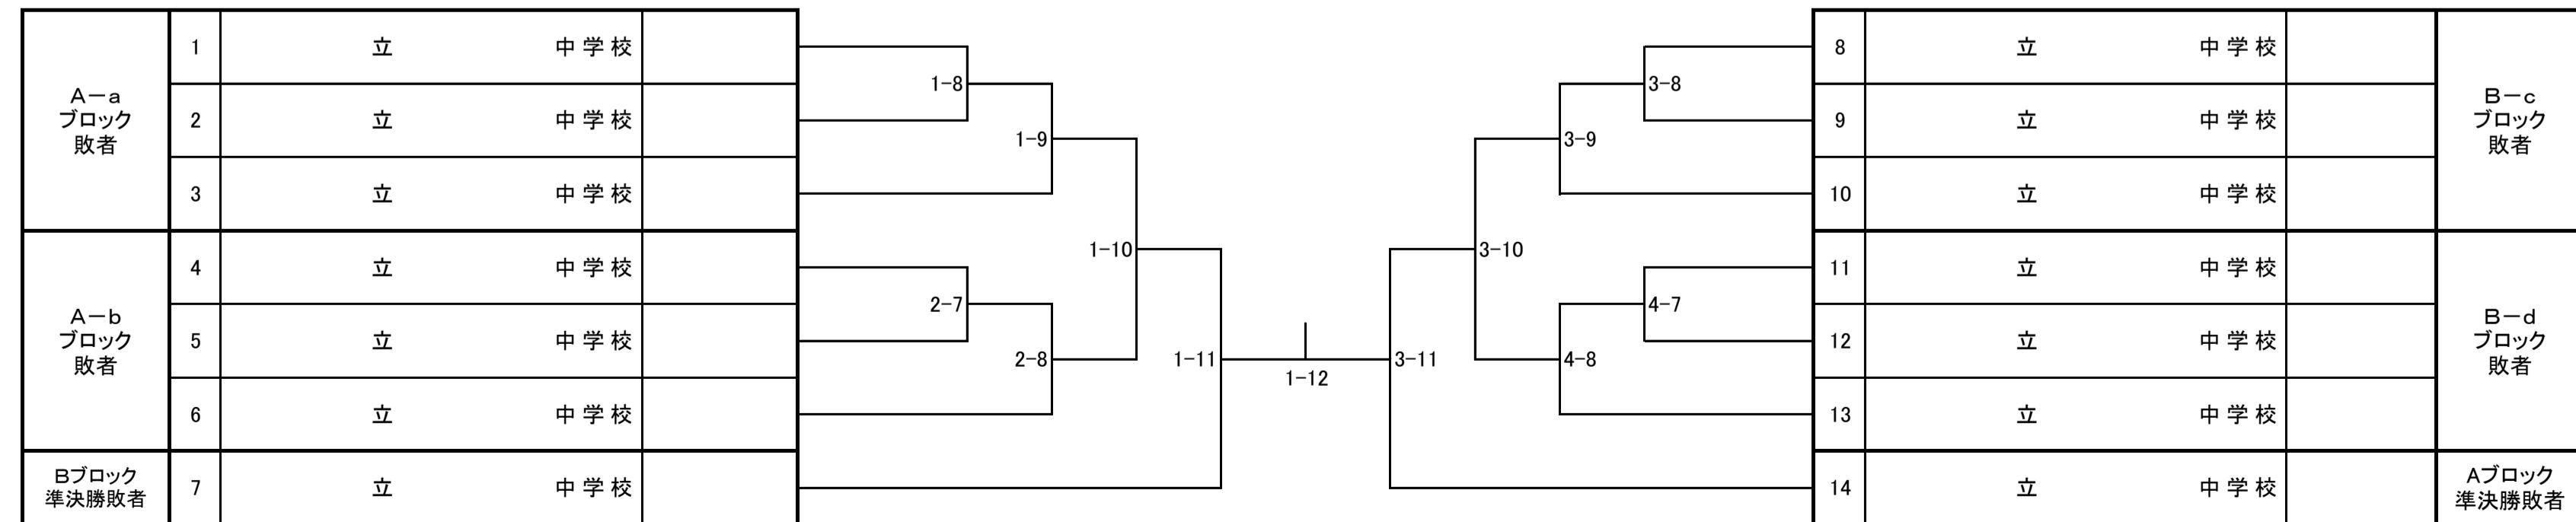 A－a
ブロック
敗者
1 立 中学校
2 立 中学校
3 立 中学校
A－b
ブロック
敗者
4 立 中学校
5 立 中学校
6 立 中学校
Bブロック
準決勝敗者
7 立 中学校
1-8
1-9
2-7
2-8
1-10
1-11
1-12
3-11
3-10
3-9
3-8
4-8
4-7
8 立 中学校
9 立 中学校
10 立 中学校
B－c
ブロック
敗者
11 立 中学校
12 立 中学校
13 立 中学校
B－d
ブロック
敗者
14 立 中学校
Aブロック
準決勝敗者